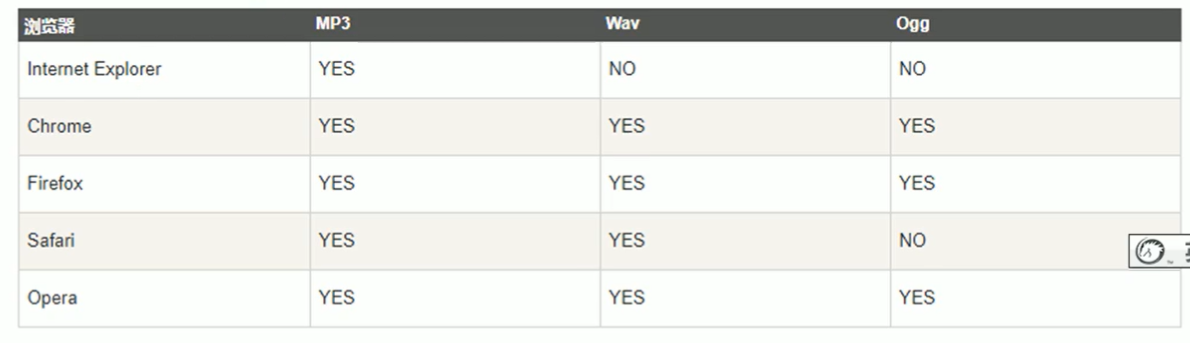 浏览器 MP3 Wav Ogg
Internet Explorer YES NO NO
Chrome YES YES YES
Firefox YES YES YES
Safari YES YES NO
Opera YES YES YES